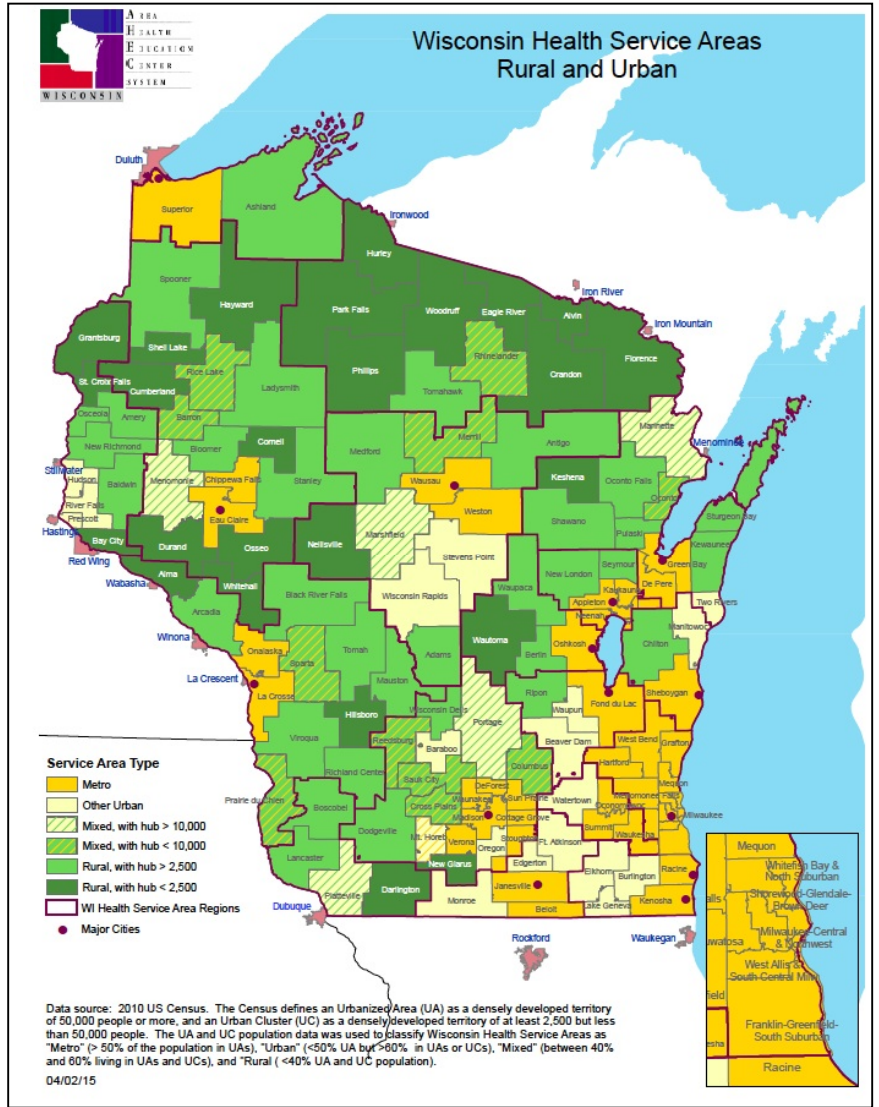 AREA
HEALTH
EDUCATION
CENTER
SYSTEM
WISCONSIN
Wisconsin Health Service Areas
Rural and Urban
Duluth
Superior
Ashland
Ironwood
Hurley
Spooner
Hayward
Park Falls
Woodruff
Eagle River
Alvin
Iron River
Iron Mountain
Grantsburg
Shell Lake
Florence
Rice Lake
Rhinelander
St. Croix Falls
Cumberland
Phillips
Crandon
Ladysmith
Tomahawk
Osceola
Amery
Barron
Marinette
Menominee
New Richmond
Bloomer
Cornell
Medford
Merrill
Antigo
Stillwater
Hudson
Baldwin
Menomonie
Chippewa Falls
Stanley
Wausau
Keshena
Oconto Falls
Oconto
River Falls
Prescott
Eau Claire
Weston
Marshfield
Shawano
Pulaski
Sturgeon Bay
Hastings
Bay City
Durand
Osseo
Neillsville
Stevens Point
Kewaunee
Red Wing
Green Bay
Wabasha
Alma
Whitehall
New London
Seymour
De Pere
Black River Falls
Wisconsin Rapids
Waupaca
Kaukauna
Appleton
Neenah
Two Rivers
Arcadia
Manitowoc
Winona
Wautoma
Oshkosh
Onalaska
Sparta
Tomah
Adams
Berlin
Chilton
La Crescent
La Crosse
Mauston
Ripon
Fond du Lac
Sheboygan
Hillsboro
Wisconsin Dells
Portage
Waupun
Viroqua
Reedsburg
Baraboo
Beaver Dam
West Bend
Grafton
Richland Center
Sauk City
Columbus
Hartford
Prairie du Chien
Boscobel
Cross Plains
Waunakee
DeForest
Sun Prairie
Watertown
Oconomowoc
Menomonee Falls
Mequon
Milwaukee
Madison
Cottage Grove
Summit
Waukesha
Dodgeville
Mt. Horeb
Verona
Stoughton
Oregon
Ft. Atkinson
Lancaster
New Glarus
Edgerton
Elkhorn
Burlington
Racine
Platteville
Darlington
Monroe
Janesville
Beloit
Lake Geneva
Kenosha
Dubuque
Rockford
Waukegan
Service Area Type
Metro
Other Urban
Mixed, with hub > 10,000
Mixed, with hub < 10,000
Rural, with hub > 2,500
Rural, with hub < 2,500
WI Health Service Area Regions
Major Cities
Mequon
Whitefish Bay &
North Suburban
alls
Shorewood-Glendale-
Brown Deer
Milwaukee-Central
& Northwest
uwatosa
West Allis &
South Central Milw
field
Franklin-Greenfield-
South Suburban
esha
Racine
Data source: 2010 US Census. The Census defines an Urbanized Area (UA) as a densely developed territory
of 50,000 people or more, and an Urban Cluster (UC) as a densely developed territory of at least 2,500 but less
than 50,000 people. The UA and UC population data was used to classify Wisconsin Health Service Areas as
"Metro" (> 50% of the population in UAs), "Urban" (<50% UA but >60% in UAs or UCs), "Mixed" (between 40%
and 60% living in UAs and UCs), and "Rural ( <40% UA and UC population).
04/02/15